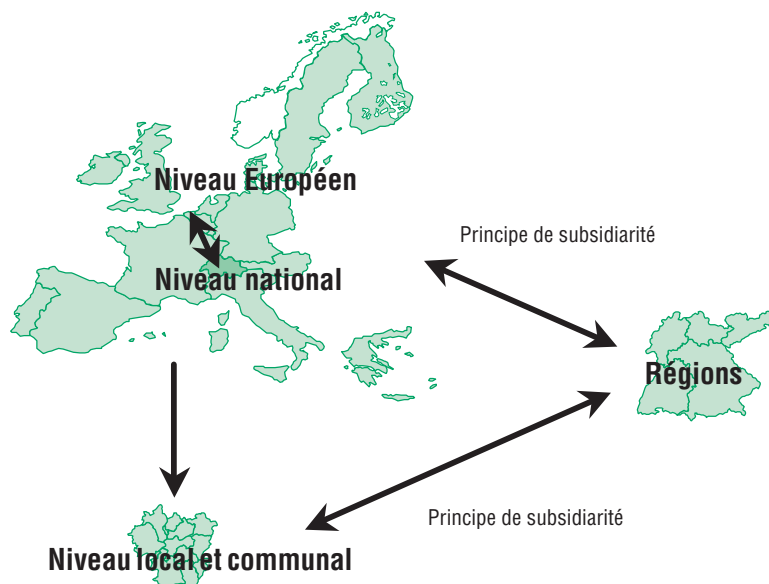 Niveau Européen
Principe de subsidiarité
Niveau national
Régions
Principe de subsidiarité
Niveau local et communal